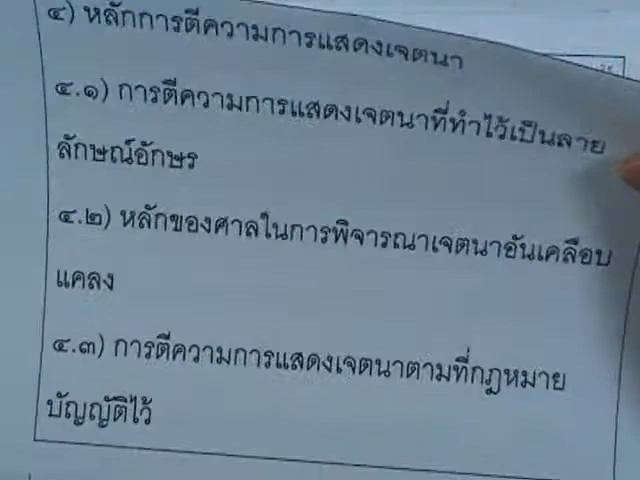 ๔) หลักการตีความการแสดงเจตนา
๔.๑) การตีความการแสดงเจตนาที่ทำไว้เป็นลาย
ลักษณ์อักษร
๔.๒) หลักของศาลในการพิจารณาเจตนาอันเคลือบ
แคลง
๔.๓) การตีความการแสดงเจตนาตามที่กฎหมาย
บัญญัติไว้